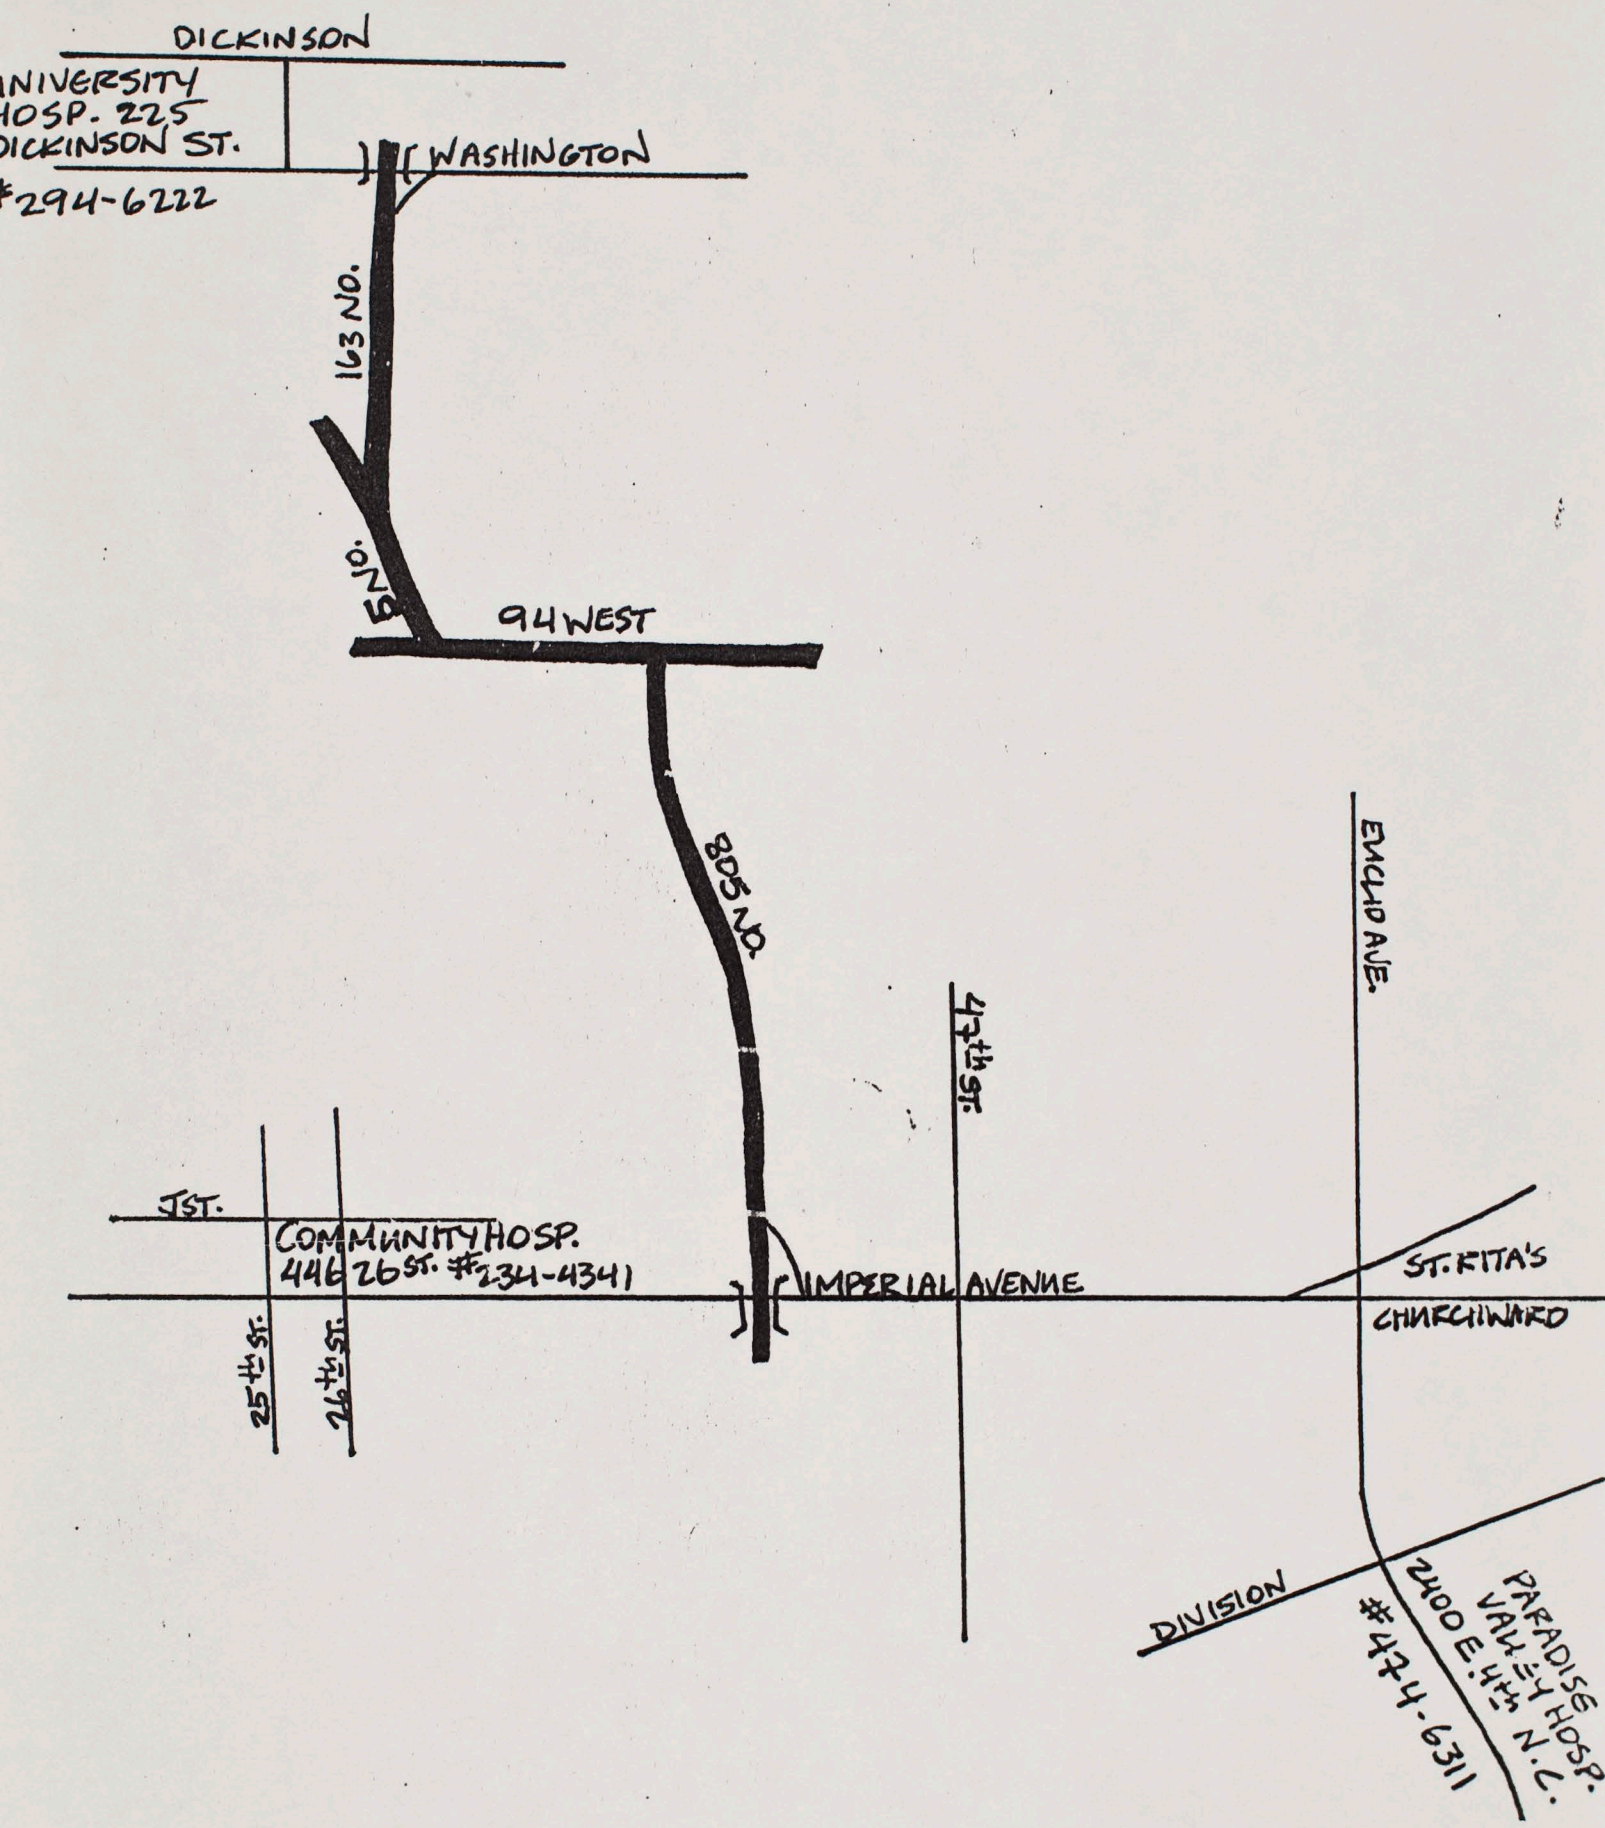 DICKINSON
UNIVERSITY
HOSP. 225
DICKINSON ST.
#294-6222
WASHINGTON
163 NO.
5 NO.
94 WEST
805 NO.
EUCLID AVE.
47th ST.
J ST.
COMMUNITY HOSP.
446 26 ST. #234-4341
IMPERIAL AVENUE
ST. RITA'S
CHURCHWARD
25th ST.
26th ST.
DIVISION
PARADISE
VALLEY HOSP.
2400 E. 4th N.C.
#474-6311